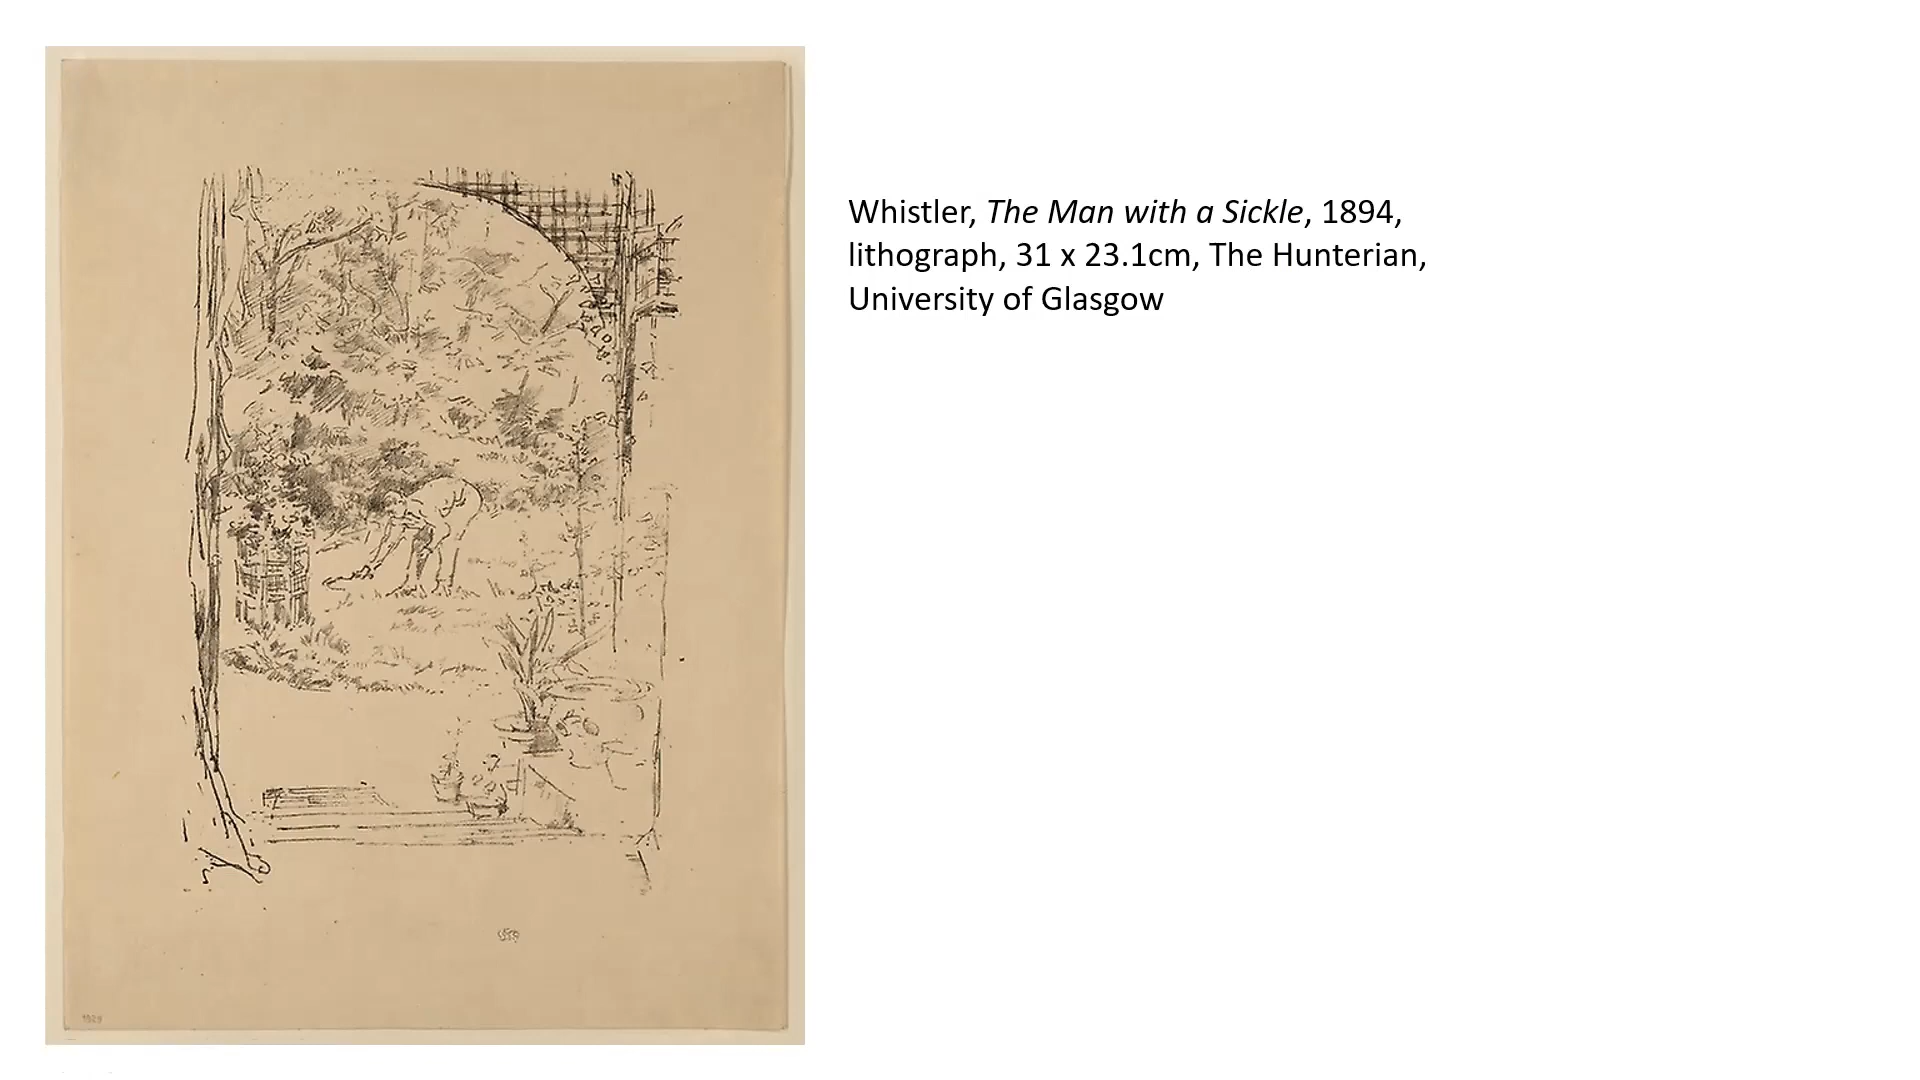 Whistler, The Man with a Sickle, 1894,
lithograph, 31 x 23.1cm, The Hunterian,
University of Glasgow